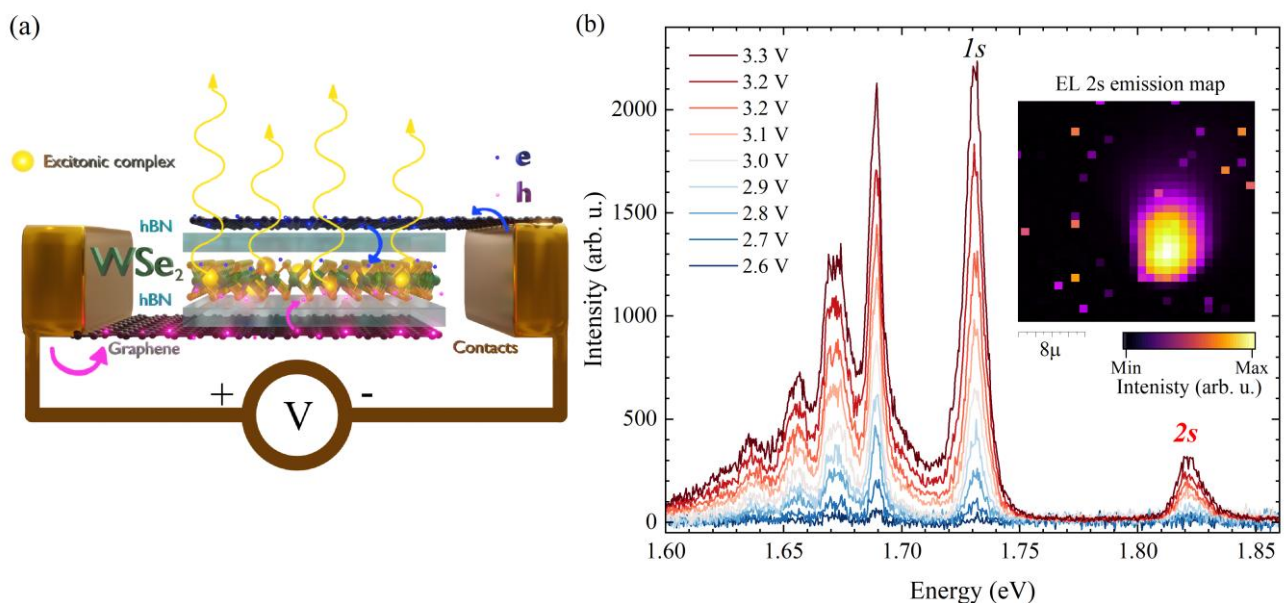 (a)
Excitonic complex
e
h
hBN
WSe2
hBN
Graphene
Contacts
+
V
-
(b)
3.3 V
3.2 V
3.2 V
3.1 V
3.0 V
2.9 V
2.8 V
2.7 V
2.6 V
1s
EL 2s emission map
8μ
Min Max
Intenisty (arb. u.)
2s
Intensity (arb. u.)
2000
1500
1000
500
0
1.60 1.65 1.70 1.75 1.80 1.85
Energy (eV)